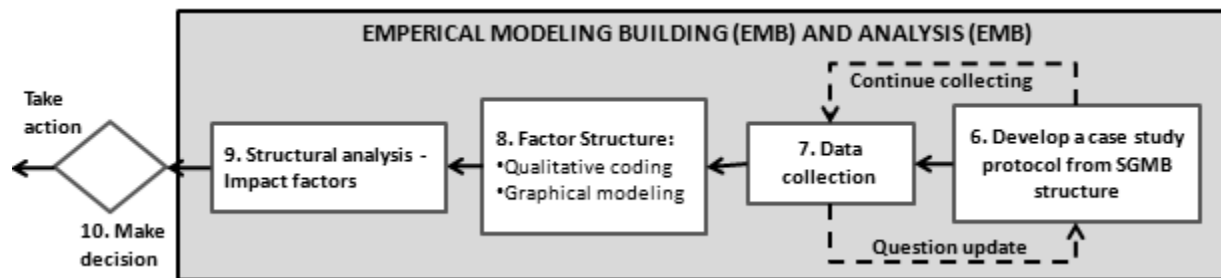 EMPERICAL MODELING BUILDING (EMB) AND ANALYSIS (EMB)
Take
action
10. Make
decision
9. Structural analysis -
Impact factors
8. Factor Structure:
•Qualitative coding
•Graphical modeling
Continue collecting
7. Data
collection
Question update
6. Develop a case study
protocol from SGMB
structure